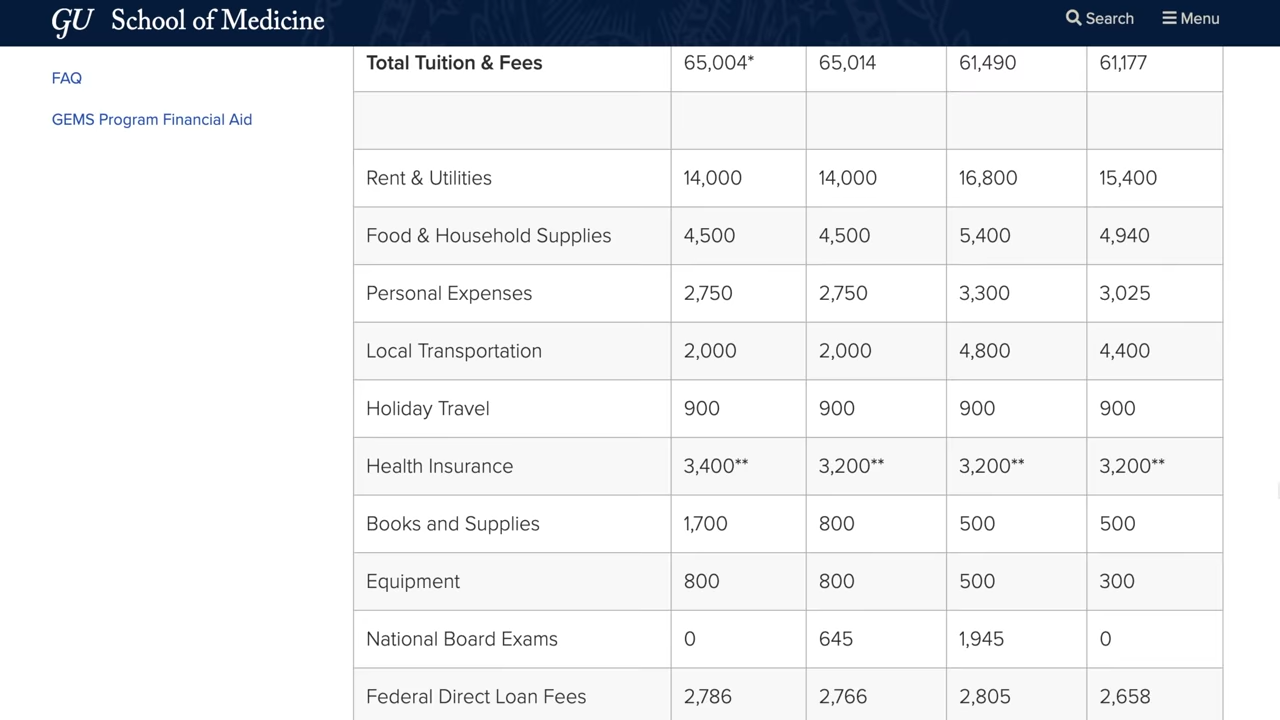 GU School of Medicine Search Menu
FAQ
GEMS Program Financial Aid
Total Tuition & Fees 65,004* 65,014 61,490 61,177
Rent & Utilities 14,000 14,000 16,800 15,400
Food & Household Supplies 4,500 4,500 5,400 4,940
Personal Expenses 2,750 2,750 3,300 3,025
Local Transportation 2,000 2,000 4,800 4,400
Holiday Travel 900 900 900 900
Health Insurance 3,400** 3,200** 3,200** 3,200**
Books and Supplies 1,700 800 500 500
Equipment 800 800 500 300
National Board Exams 0 645 1,945 0
Federal Direct Loan Fees 2,786 2,766 2,805 2,658